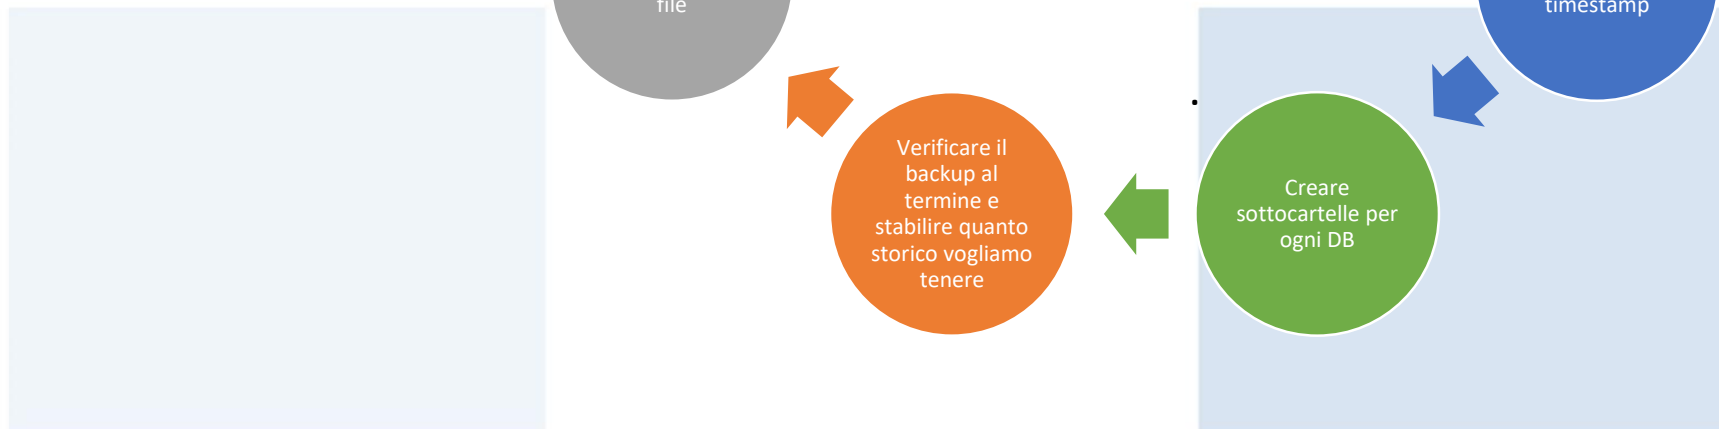 file
timestamp
Verificare il
backup al
termine e
stabilire quanto
storico vogliamo
tenere
.
Creare
sottocartelle per
ogni DB